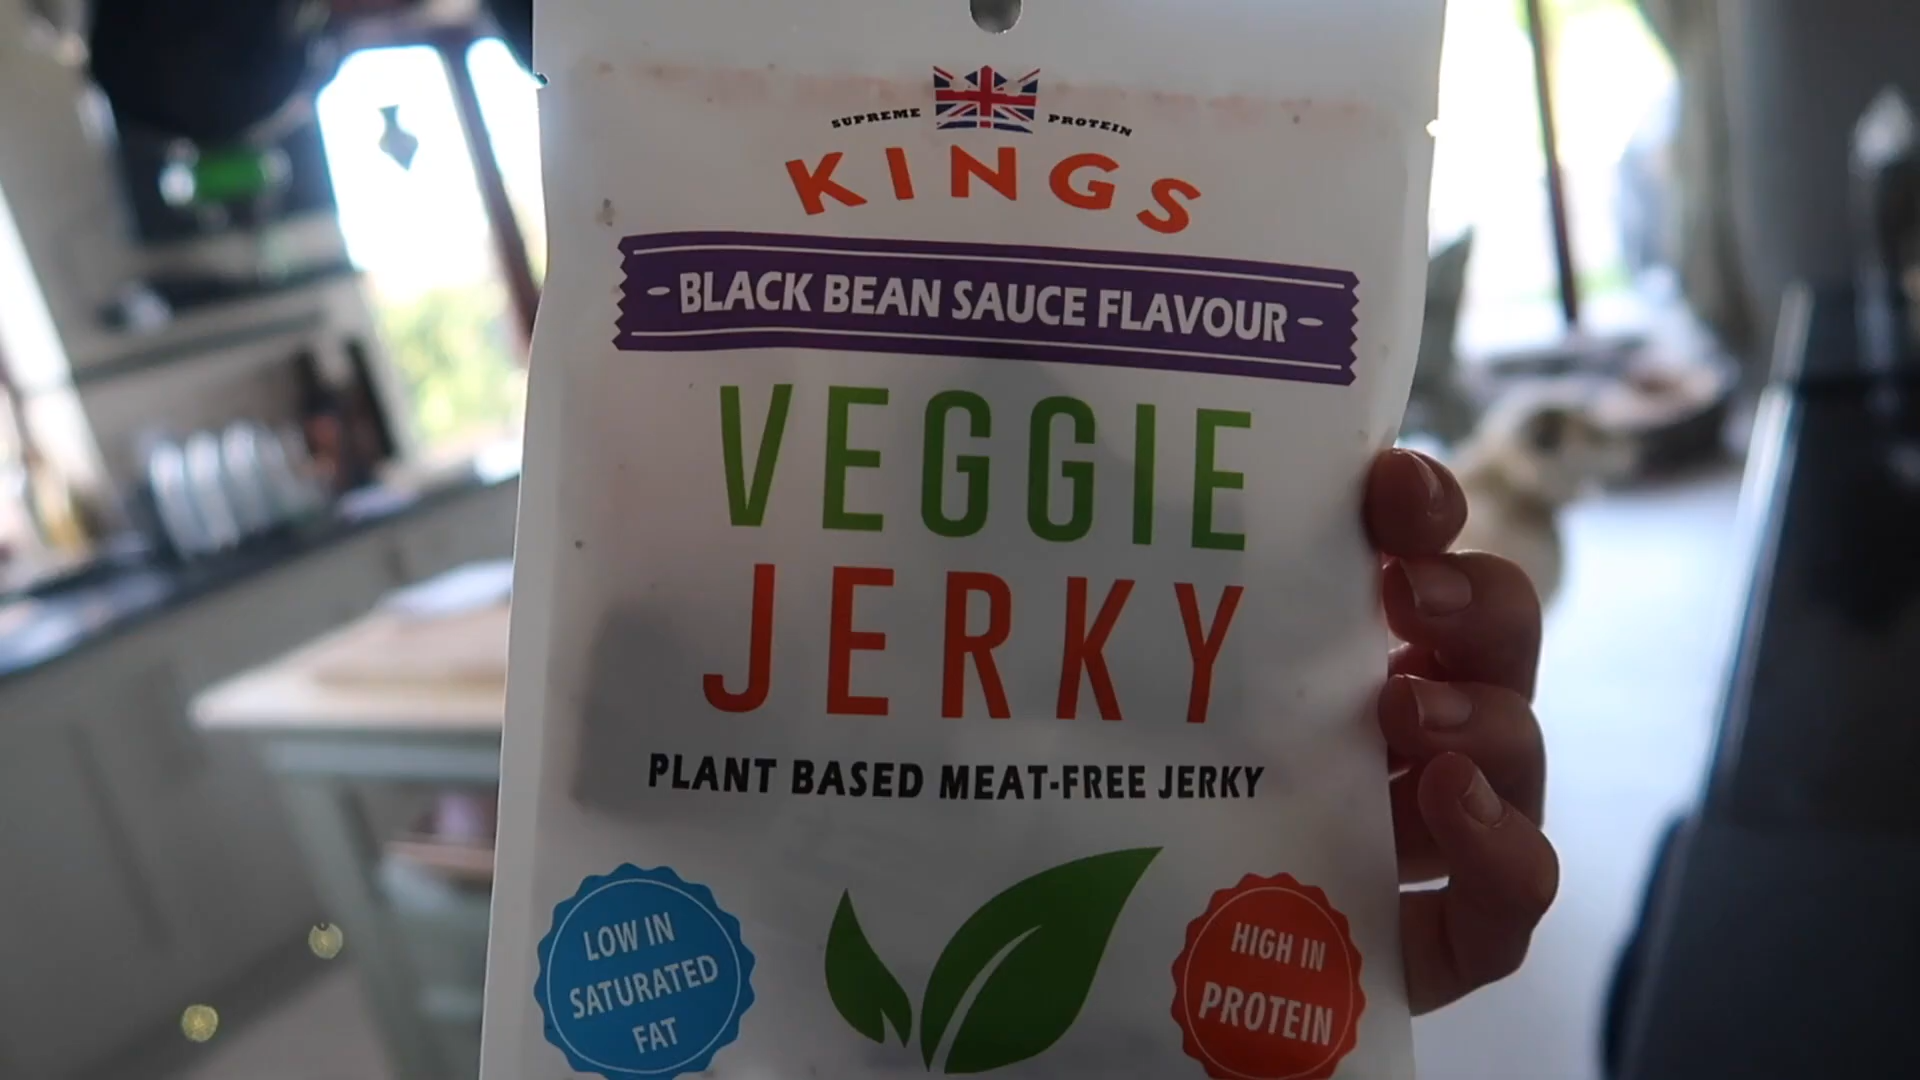 SUPREME PROTEIN
KINGS
- BLACK BEAN SAUCE FLAVOUR -
VEGGIE
JERKY
PLANT BASED MEAT-FREE JERKY
LOW IN
SATURATED
FAT
HIGH IN
PROTEIN